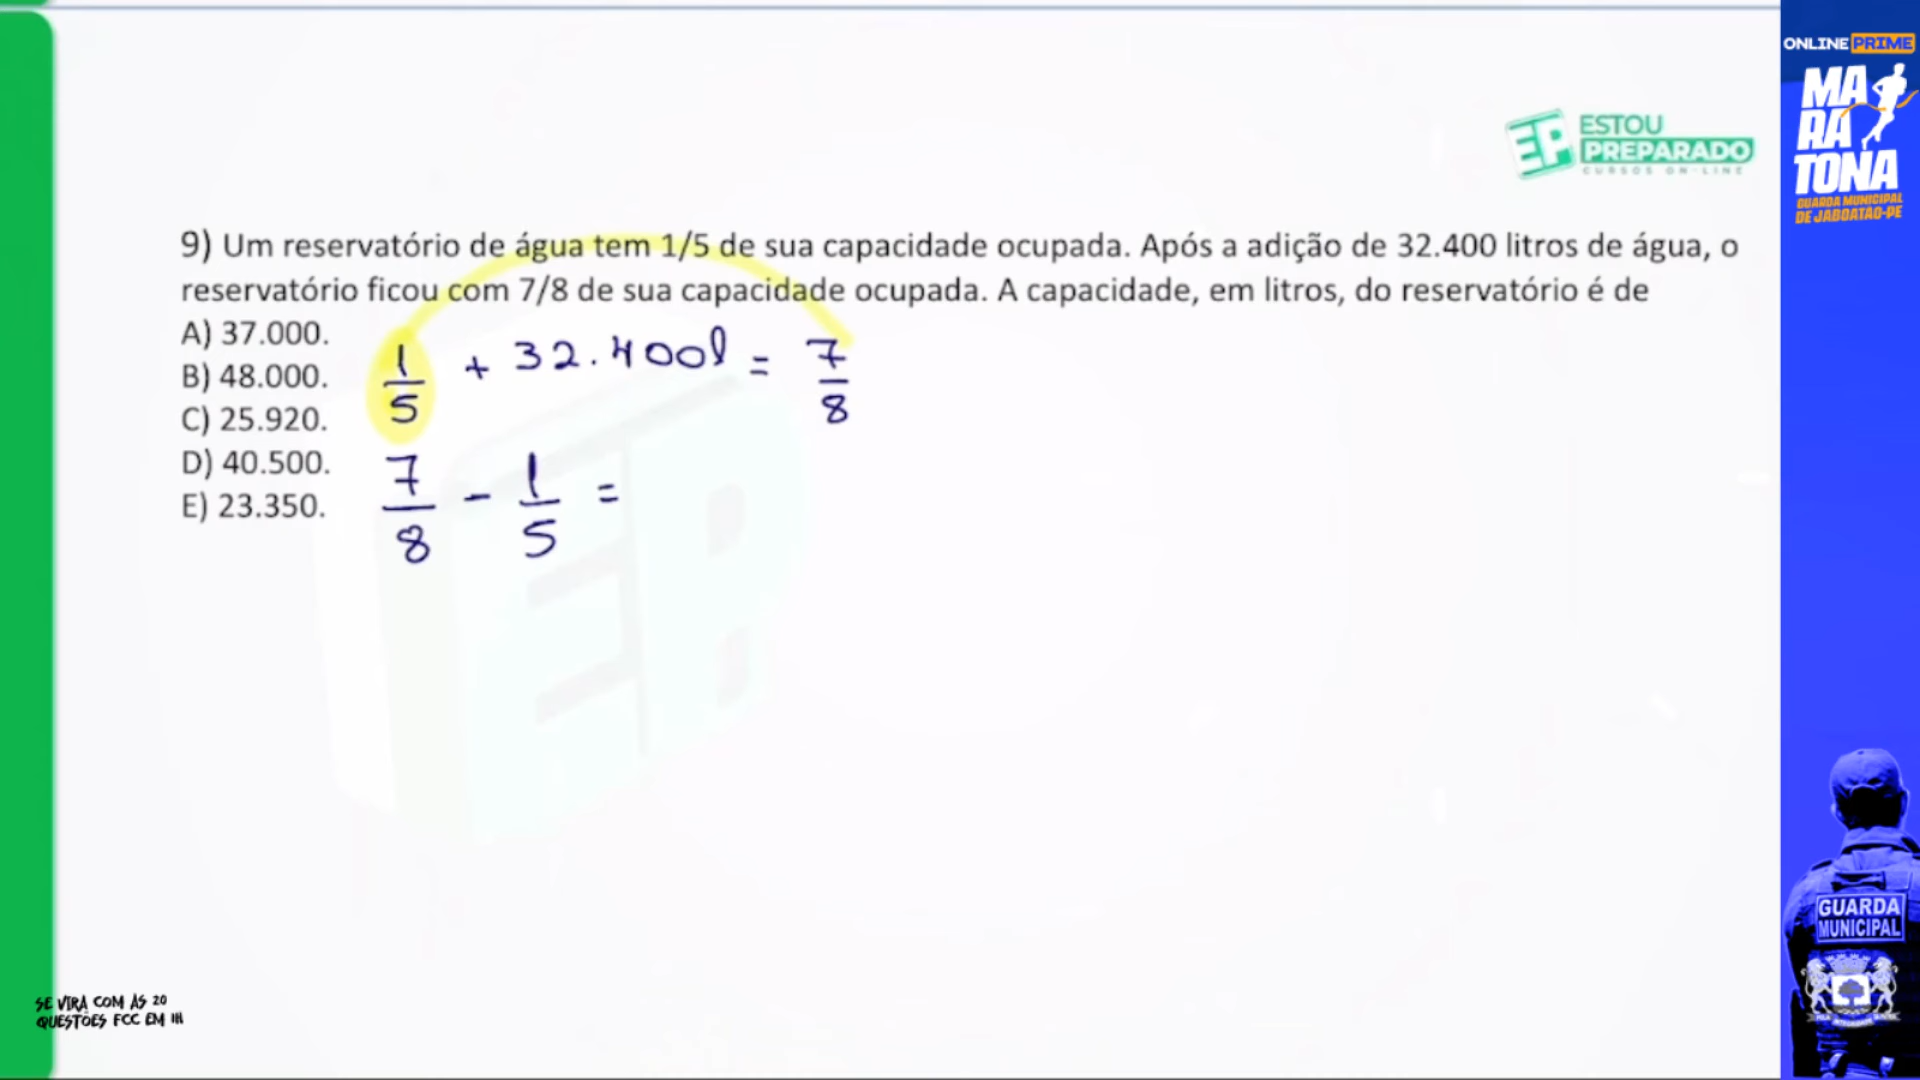 ONLINE PRIME
MA
RA
TONA
GUARDA MUNICIPAL
DE JABOATÃO-PE
EP ESTOU
PREPARADO
CURSOS ON-LINE
9) Um reservatório de água tem 1/5 de sua capacidade ocupada. Após a adição de 32.400 litros de água, o
reservatório ficou com 7/8 de sua capacidade ocupada. A capacidade, em litros, do reservatório é de
A) 37.000.
B) 48.000.
C) 25.920.
D) 40.500.
E) 23.350.
1/5 + 32.400l = 7/8
7/8 - 1/5 =
EP
GUARDA
MUNICIPAL
SE VIRA COM AS 20
QUESTÕES FCC EM 1H